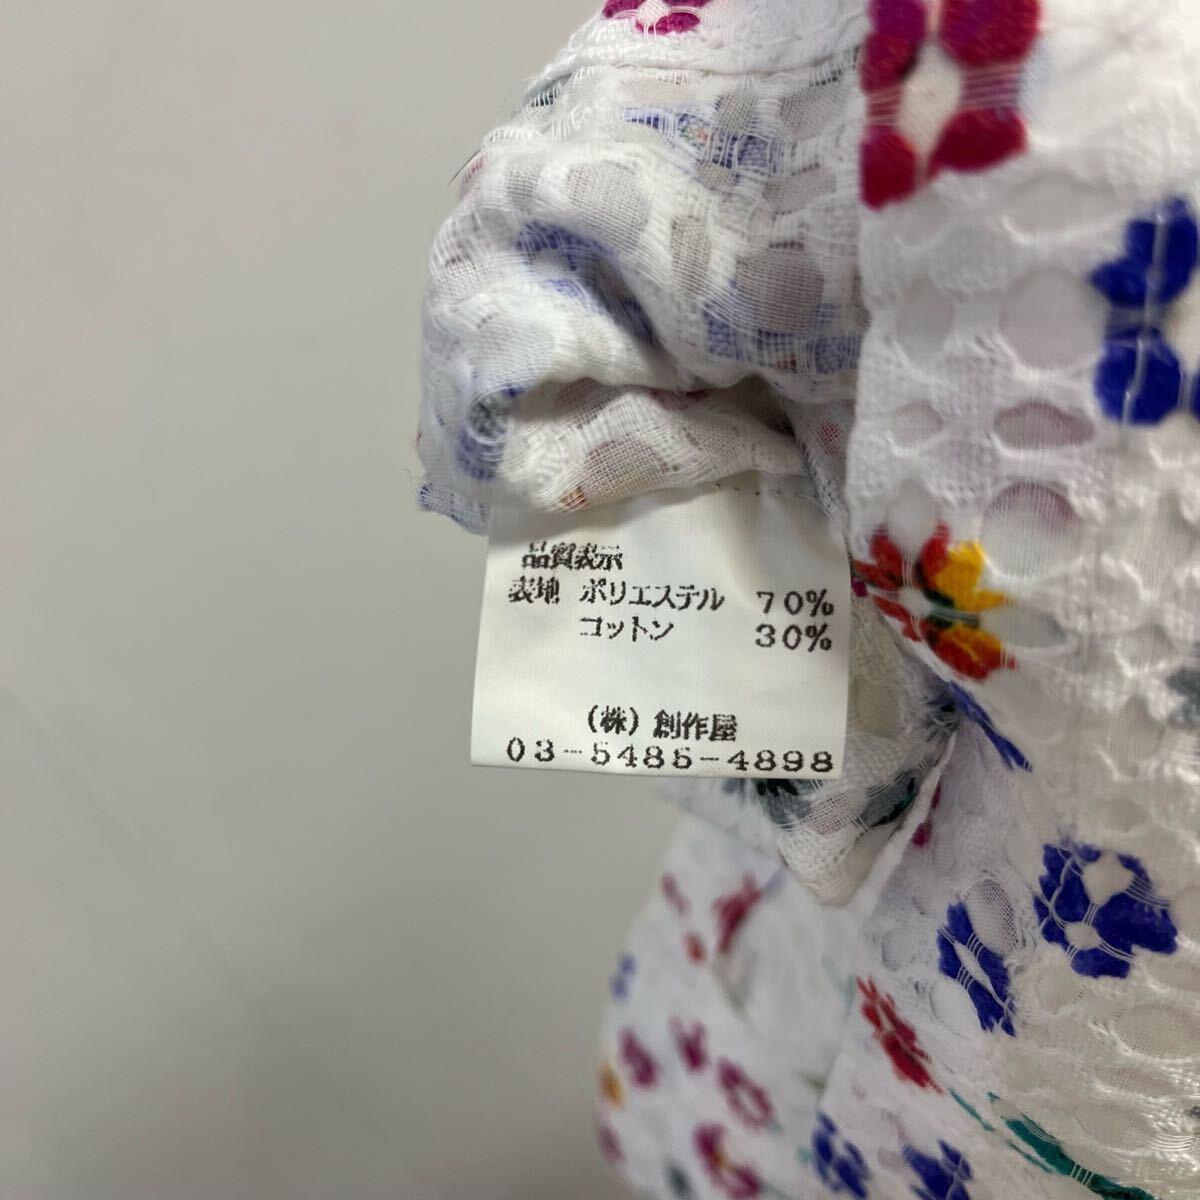 品質表示
表地 ポリエステル 70%
コットン 30%
(株) 創作屋
03-5485-4898